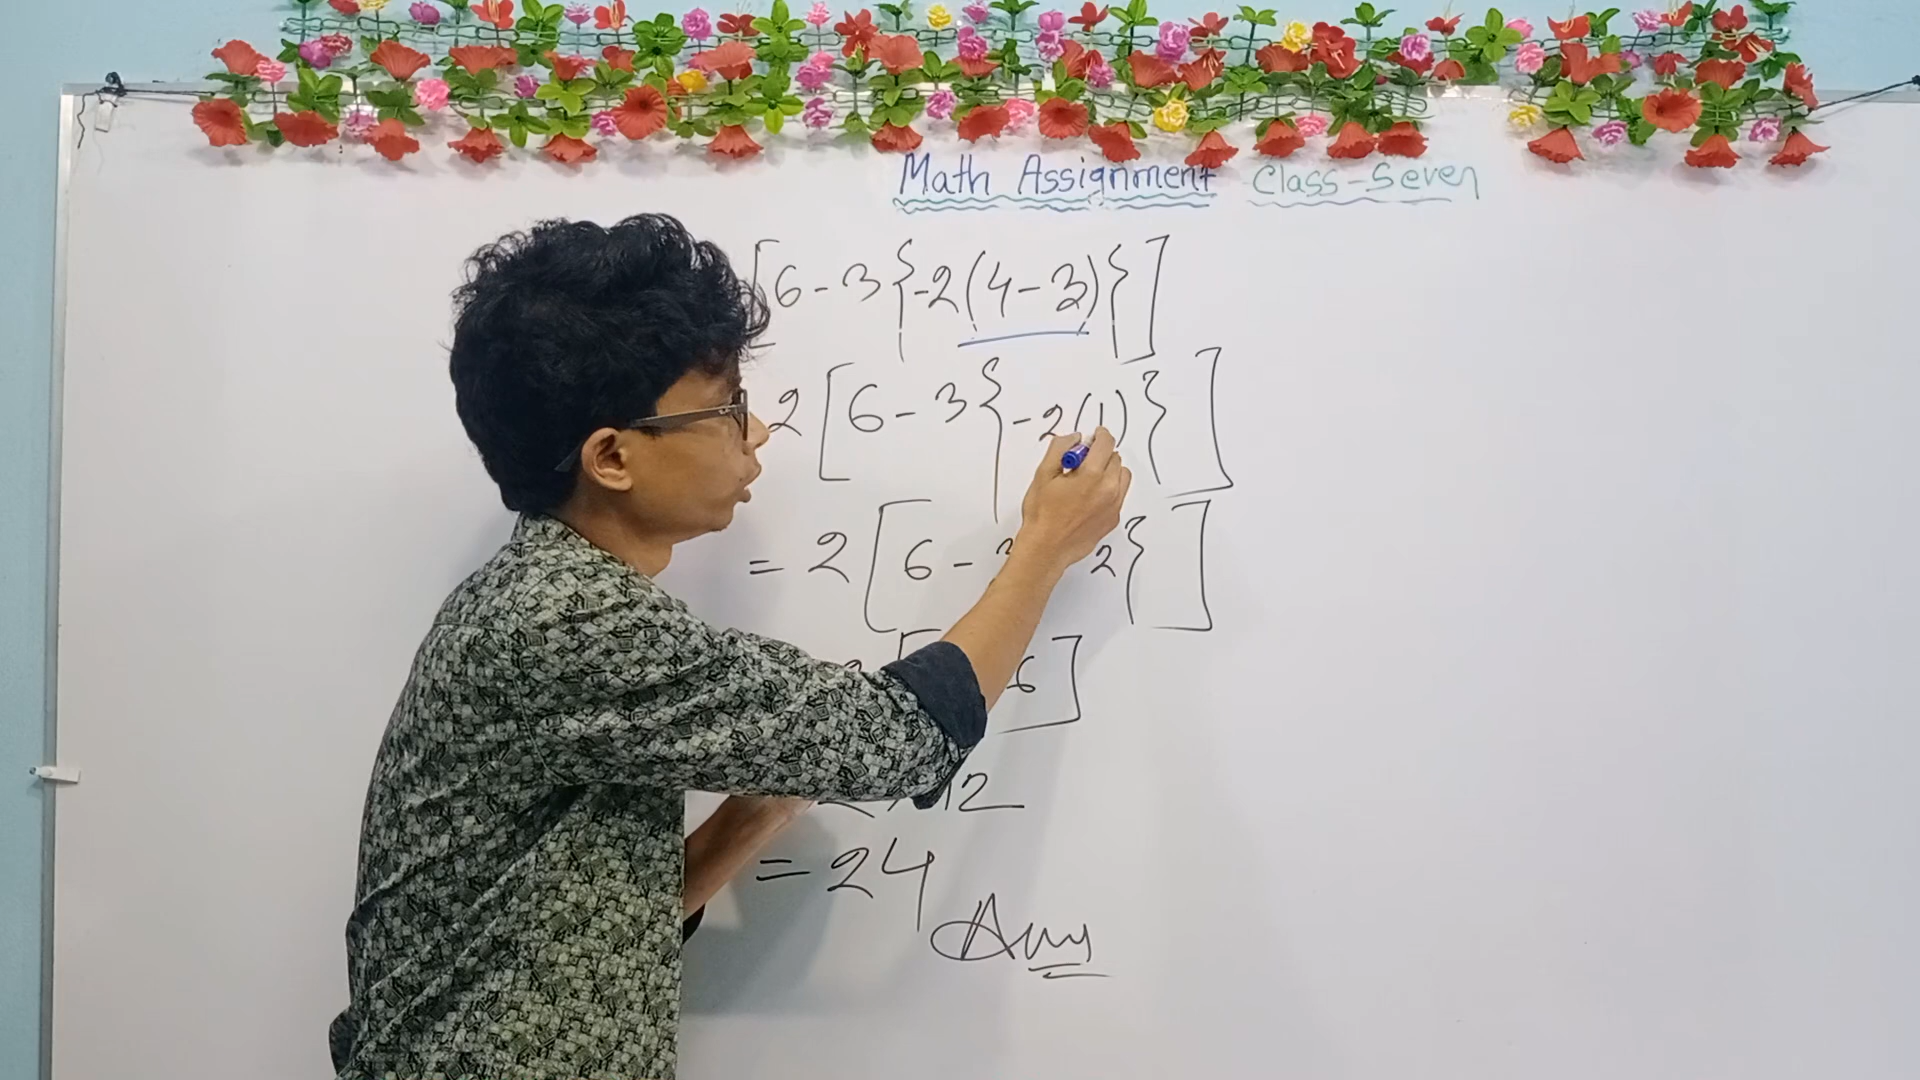 Math Assignment Class-Seven
[6-3{-2(4-3)}]
2[6-3{-2(1)}]
= 2[6- 2}]
6]
12
= 24
Ans